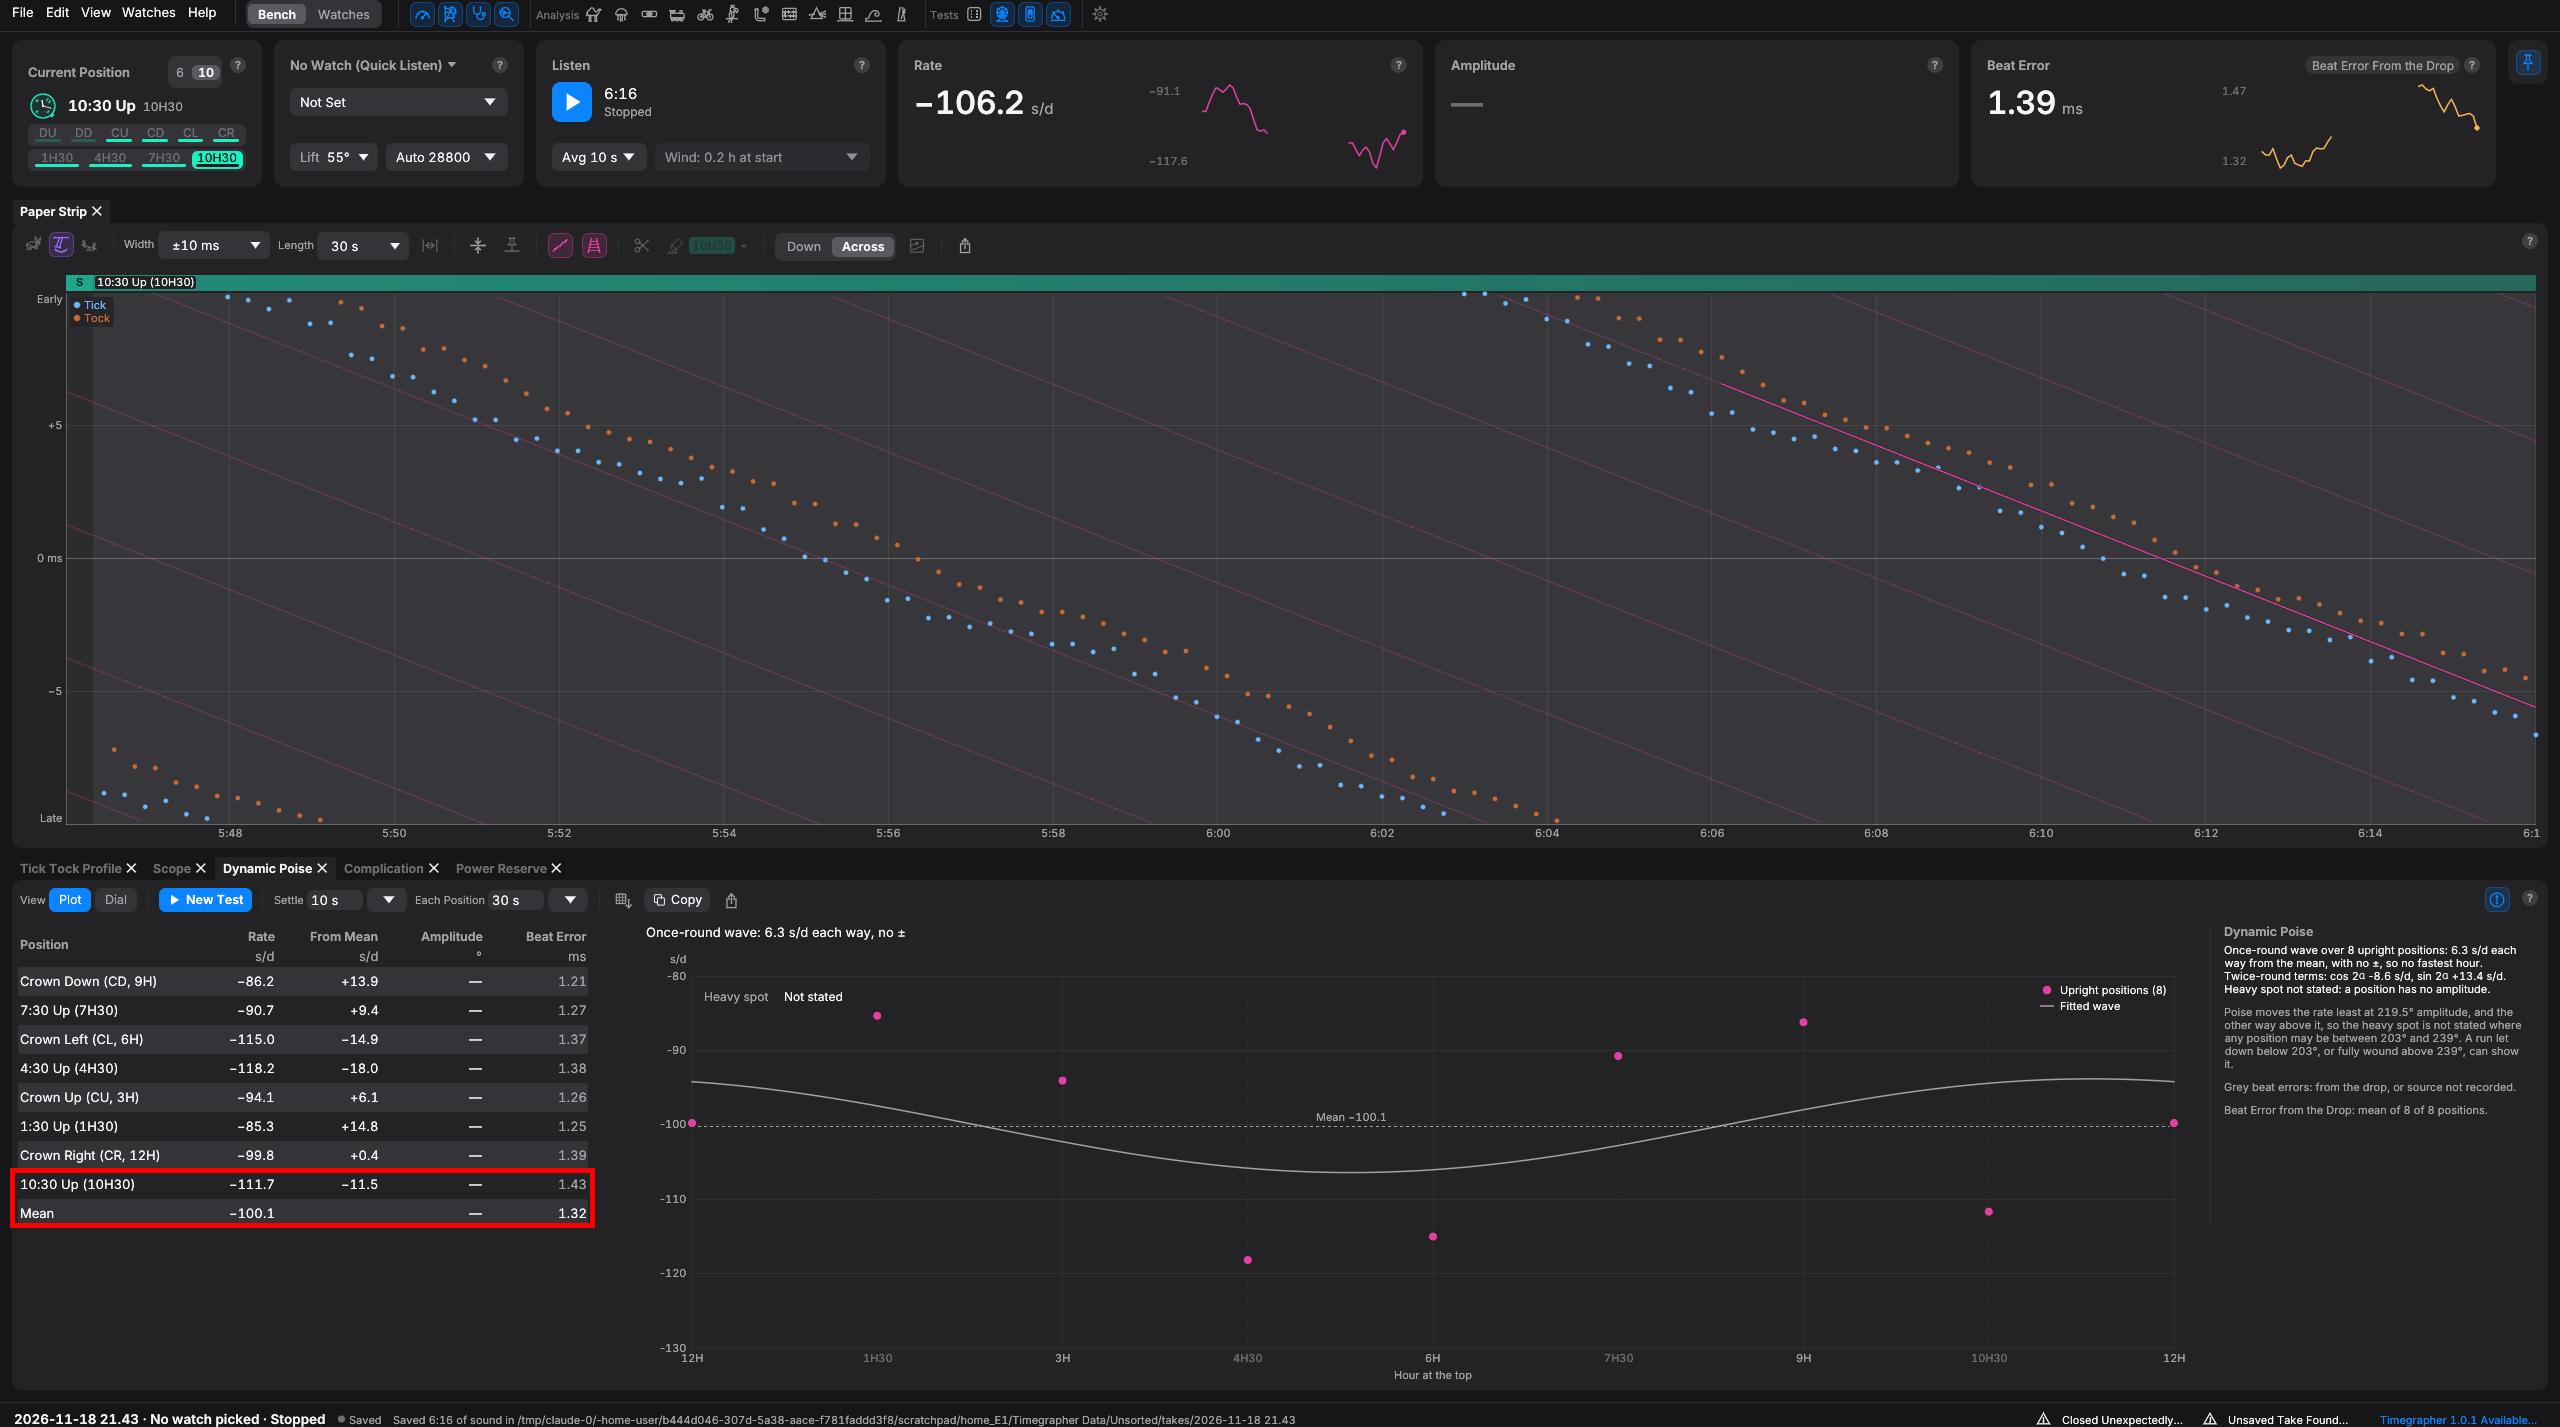 File Edit View Watches Help Bench Watches Analysis Tests
Current Position 6 10 ?
10:30 Up 10H30
DU DD CU CD CL CR
1H30 4H30 7H30 10H30
No Watch (Quick Listen) ?
Not Set
Lift 55° Auto 28800
Listen ?
6:16
Stopped
Avg 10 s Wind: 0.2 h at start
Rate ?
−106.2 s/d
−91.1
−117.6
Amplitude ?
—
Beat Error Beat Error From the Drop ?
1.39 ms
1.47
1.32
Paper Strip
Width ±10 ms Length 30 s 10H30 Down Across ?
S 10:30 Up (10H30)
Early
Tick
Tock
+5
0 ms
−5
Late
5:48 5:50 5:52 5:54 5:56 5:58 6:00 6:02 6:04 6:06 6:08 6:10 6:12 6:14 6:1
Tick Tock Profile Scope Dynamic Poise Complication Power Reserve
View Plot Dial New Test Settle 10 s Each Position 30 s Copy ?
Position Rate From Mean Amplitude Beat Error
s/d s/d ° ms
Crown Down (CD, 9H) −86.2 +13.9 — 1.21
7:30 Up (7H30) −90.7 +9.4 — 1.27
Crown Left (CL, 6H) −115.0 −14.9 — 1.37
4:30 Up (4H30) −118.2 −18.0 — 1.38
Crown Up (CU, 3H) −94.1 +6.1 — 1.26
1:30 Up (1H30) −85.3 +14.8 — 1.25
Crown Right (CR, 12H) −99.8 +0.4 — 1.39
10:30 Up (10H30) −111.7 −11.5 — 1.43
Mean −100.1 — 1.32
Once-round wave: 6.3 s/d each way, no ±
s/d
-80
-90
-100
-110
-120
-130
Heavy spot Not stated
Upright positions (8)
Fitted wave
Mean −100.1
12H 1H30 3H 4H30 6H 7H30 9H 10H30 12H
Hour at the top
Dynamic Poise
Once-round wave over 8 upright positions: 6.3 s/d each
way from the mean, with no ±, so no fastest hour.
Twice-round terms: cos 2α -8.6 s/d, sin 2α +13.4 s/d.
Heavy spot not stated: a position has no amplitude.
Poise moves the rate least at 219.5° amplitude, and the
other way above it, so the heavy spot is not stated where
any position may be between 203° and 239°. A run let
down below 203°, or fully wound above 239°, can show
it.
Grey beat errors: from the drop, or source not recorded.
Beat Error from the Drop: mean of 8 of 8 positions.
2026-11-18 21.43 · No watch picked · Stopped Saved Saved 6:16 of sound in /tmp/claude-0/-home-user/b444d046-307d-5a38-aace-f781faddd3f8/scratchpad/home_E1/Timegrapher Data/Unsorted/takes/2026-11-18 21.43 Closed Unexpectedly... Unsaved Take Found... Timegrapher 1.0.1 Available...